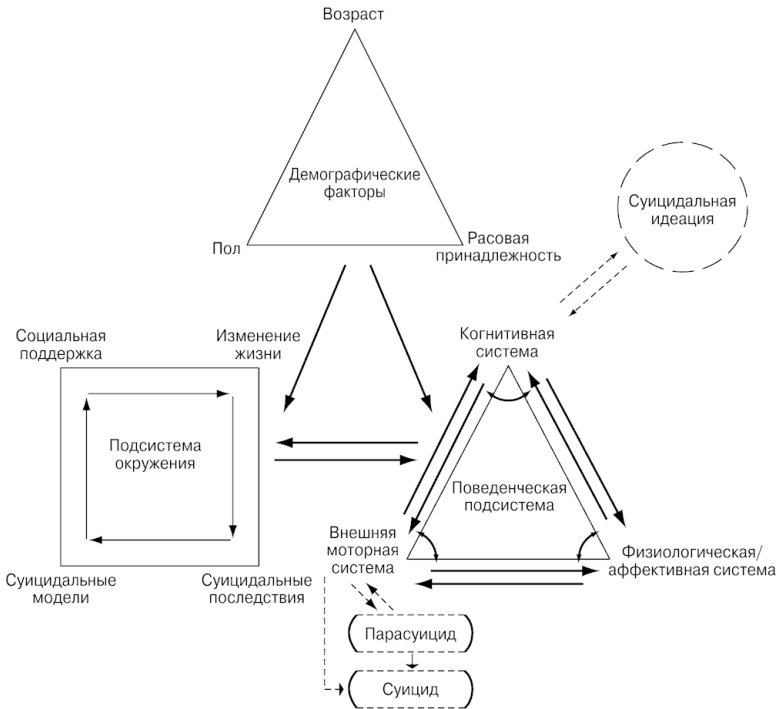 Возраст
Демографические
факторы
Пол
Расовая
принадлежность
Суицидальная
идеация
Социальная
поддержка
Изменение
жизни
Когнитивная
система
Подсистема
окружения
Поведенческая
подсистема
Внешняя
моторная
система
Физиологическая/
аффективная система
Суицидальные
модели
Суицидальные
последствия
Парасуицид
Суицид